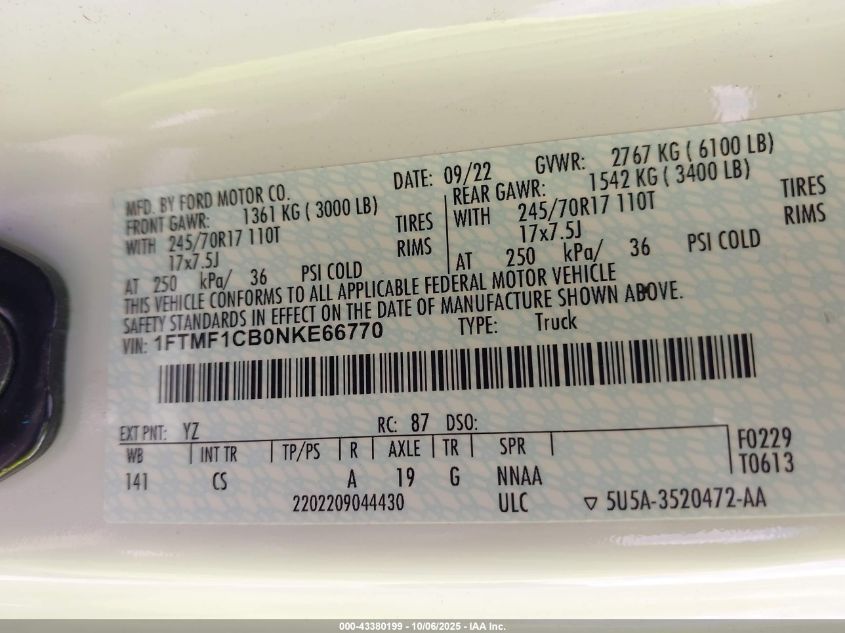 MFD. BY FORD MOTOR CO. DATE: 09/22 GVWR: 2767 KG ( 6100 LB)
FRONT GAWR: 1361 KG ( 3000 LB) REAR GAWR: 1542 KG ( 3400 LB)
WITH 245/70R17 110T TIRES WITH 245/70R17 110T TIRES
17x7.5J RIMS 17x7.5J RIMS
AT 250 kPa/ 36 PSI COLD AT 250 kPa/ 36 PSI COLD
THIS VEHICLE CONFORMS TO ALL APPLICABLE FEDERAL MOTOR VEHICLE
SAFETY STANDARDS IN EFFECT ON THE DATE OF MANUFACTURE SHOWN ABOVE.
VIN: 1FTMF1CB0NKE66770 TYPE: Truck
EXT PNT: YZ RC: 87 DSO:
WB INT TR TP/PS R AXLE TR SPR F0229
141 CS A 19 G NNAA T0613
2202209044430 ULC ▽ 5U5A-3520472-AA
000-43380199 - 10/06/2025 - IAA Inc.